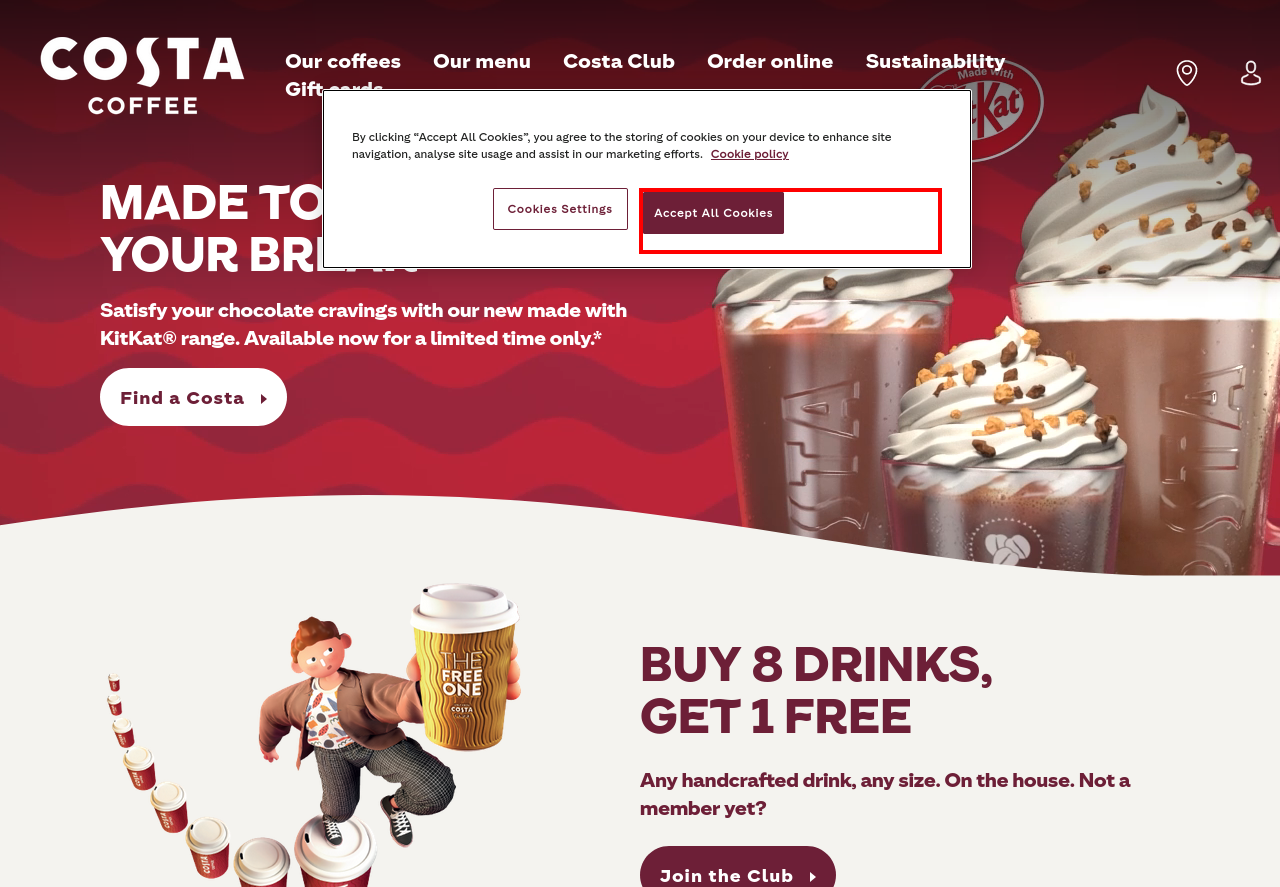 COSTA
COFFEE
Our coffees
Our menu
Costa Club
Order online
Sustainability
Gift cards
Made with
KitKat
By clicking “Accept All Cookies”, you agree to the storing of cookies on your device to enhance site
navigation, analyse site usage and assist in our marketing efforts. Cookie policy
Cookies Settings
Accept All Cookies
MADE TO
YOUR BREAK
Satisfy your chocolate cravings with our new made with
KitKat® range. Available now for a limited time only.*
Find a Costa
THE
FREE
ONE
COSTA
BUY 8 DRINKS,
GET 1 FREE
Any handcrafted drink, any size. On the house. Not a
member yet?
Join the Club
COSTA